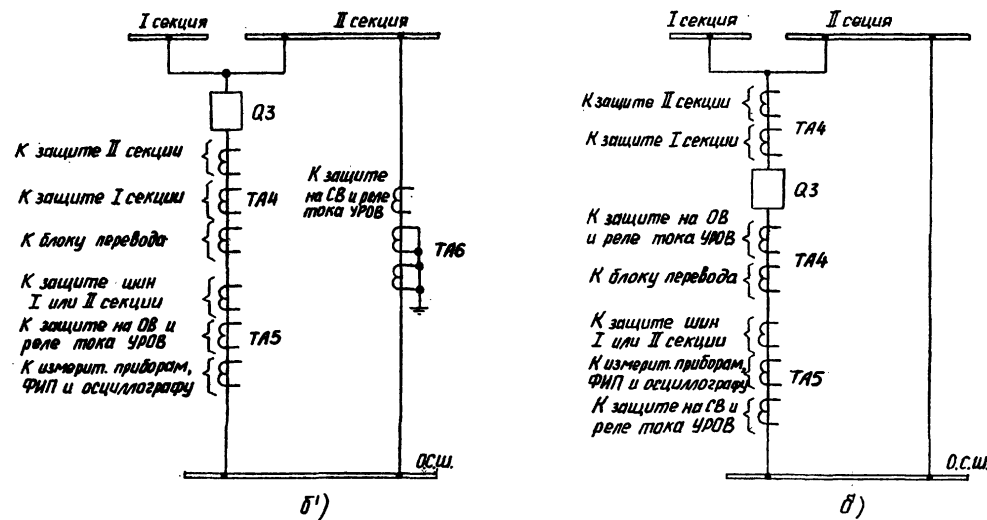 I секция
II секция
Q3
К защите II секции
К защите I секции
TA4
К блоку перевода
К защите шин
I или II секции
К защите на ОВ и
реле тока УРОВ
TA5
К измерит. приборам,
ФИП и осциллографу
К защите
на СВ и реле
тока УРОВ
TA6
О.С.Ш.
б')
I секция
II сеция
К защите II секции
TA4
К защите I секции
Q3
К защите на ОВ
и реле тока УРОВ
TA4
К блоку перевода
К защите шин
I или II секции
К измерит. приборам,
ФИП и осциллографу
TA5
К защите на СВ и
реле тока УРОВ
О.С.Ш.
в)